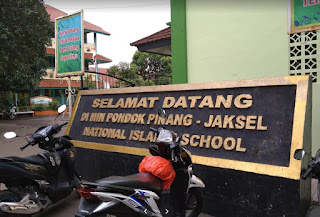 SELAMAT DATANG
DI MIN PONDOK PINANG - JAKSEL
NATIONAL ISLAMIC SCHOOL